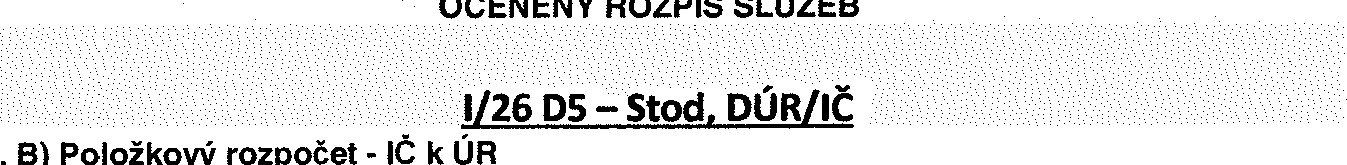 OCENĚNÝ ROZPIS SLUŽEB
I/26 D5 – Stod, DÚR/IČ
. B) Položkový rozpočet - IČ k ÚR